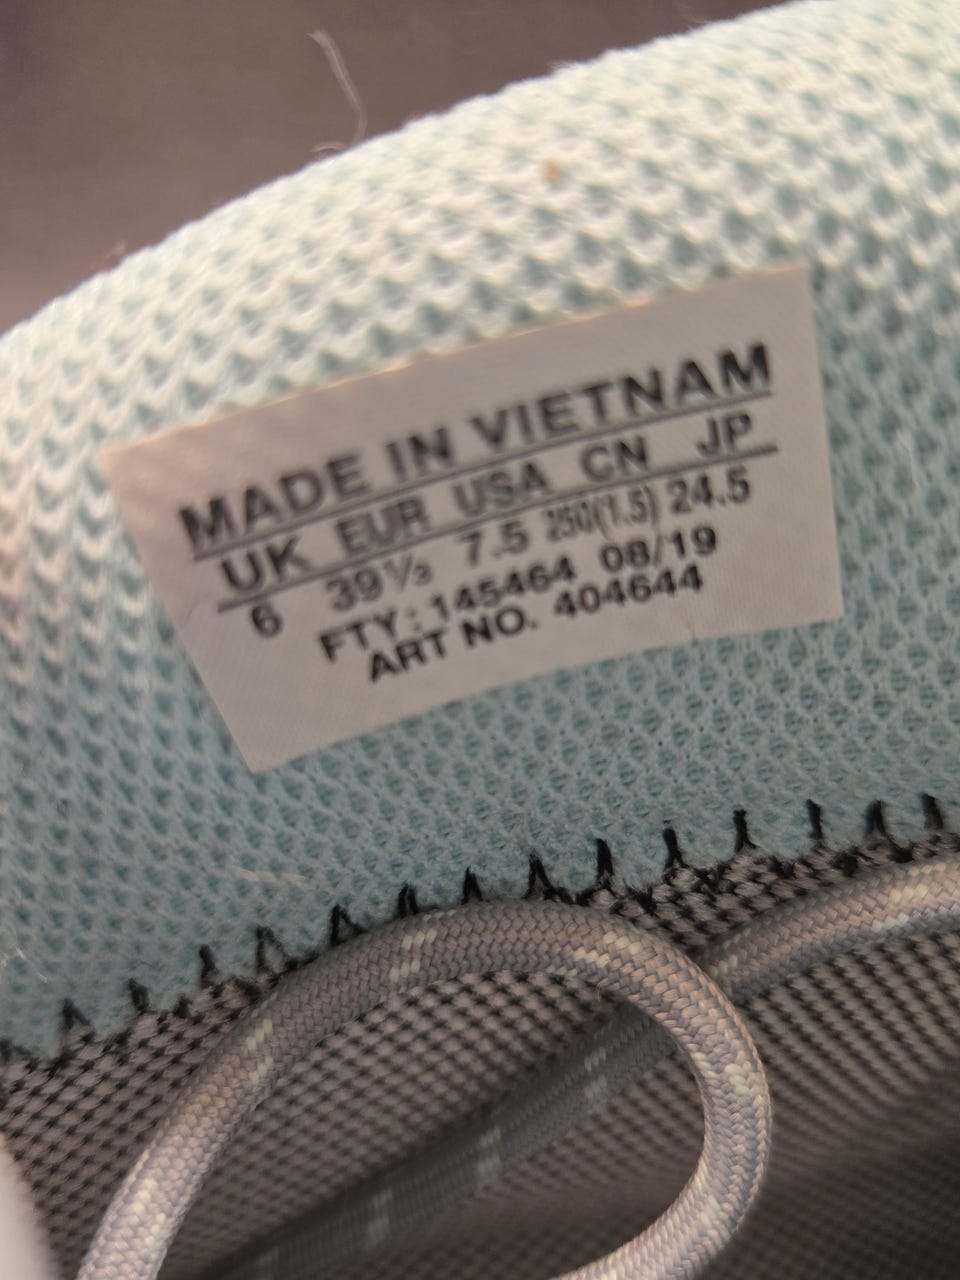 MADE IN VIETNAM
UK EUR USA CN JP
6 39⅓ 7.5 250(1.5) 24.5
FTY: 145464 08/19
ART NO. 404644